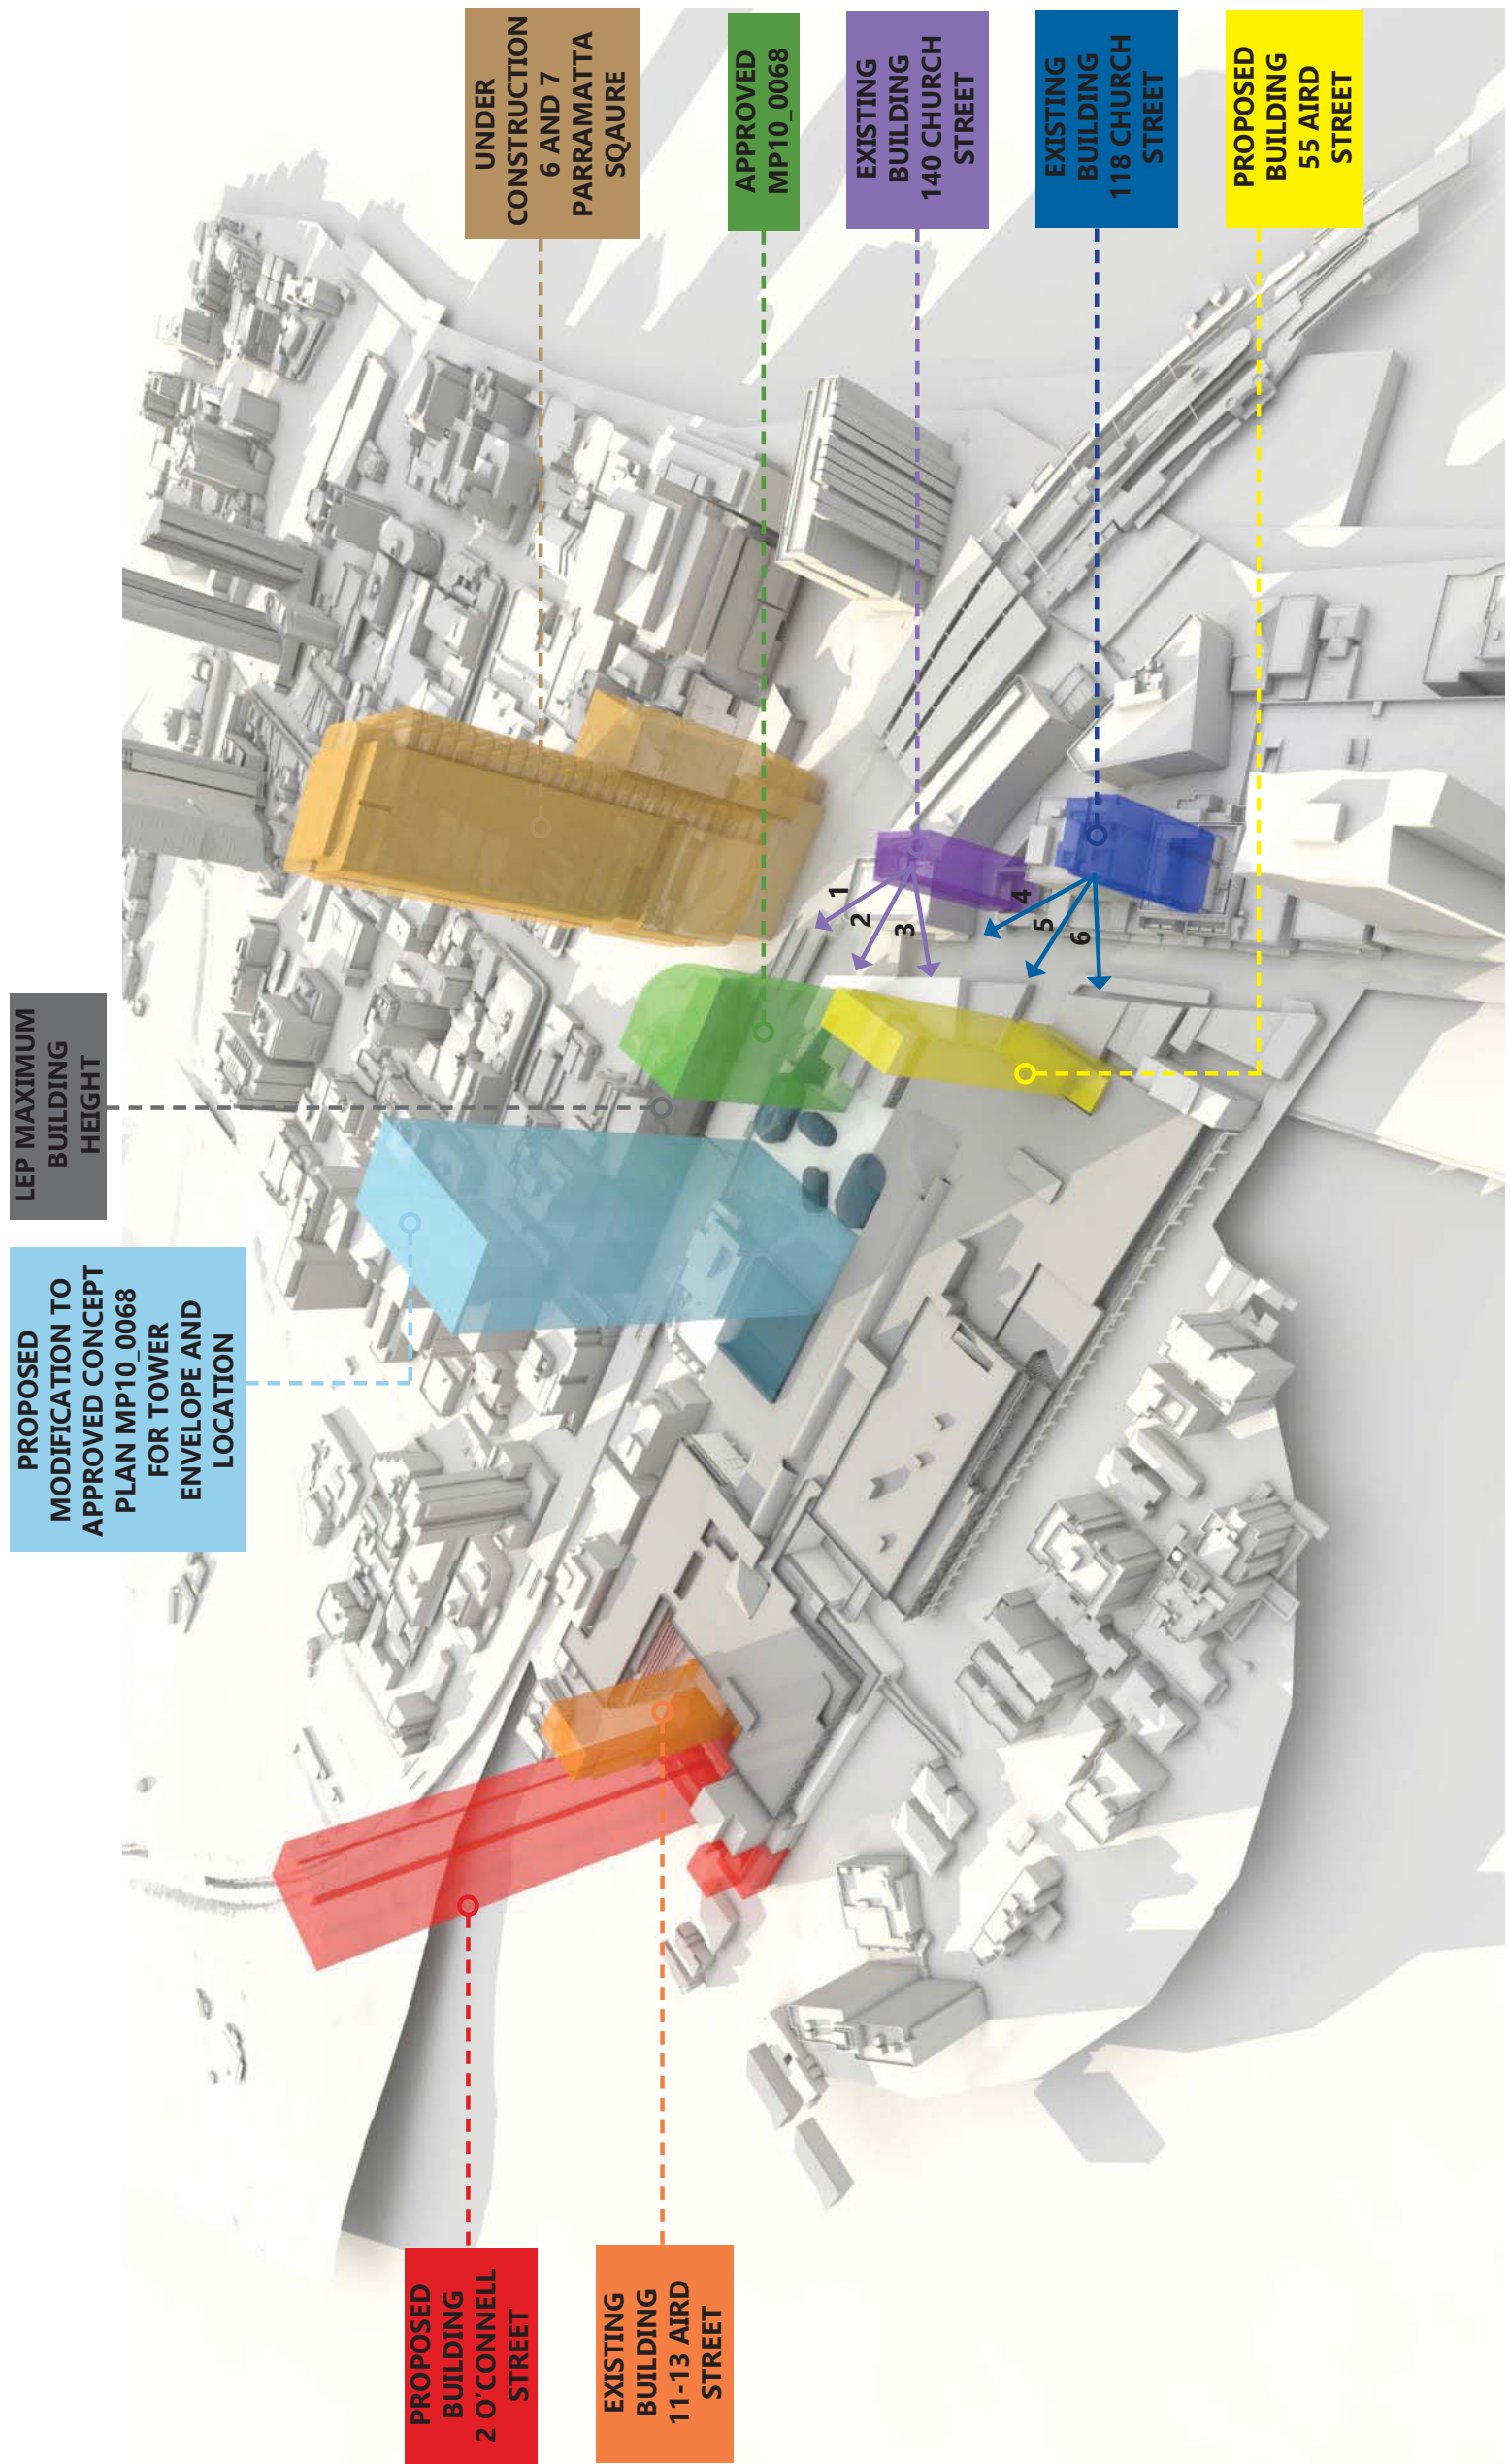 PROPOSED
BUILDING
2 O'CONNELL
STREET
EXISTING
BUILDING
11-13 AIRD
STREET
PROPOSED
MODIFICATION TO
APPROVED CONCEPT
PLAN MP10_0068
FOR TOWER
ENVELOPE AND
LOCATION
LEP MAXIMUM
BUILDING
HEIGHT
UNDER
CONSTRUCTION
6 AND 7
PARRAMATTA
SQAURE
APPROVED
MP10_0068
EXISTING
BUILDING
140 CHURCH
STREET
EXISTING
BUILDING
118 CHURCH
STREET
PROPOSED
BUILDING
55 AIRD
STREET
1
2
3
4
5
6